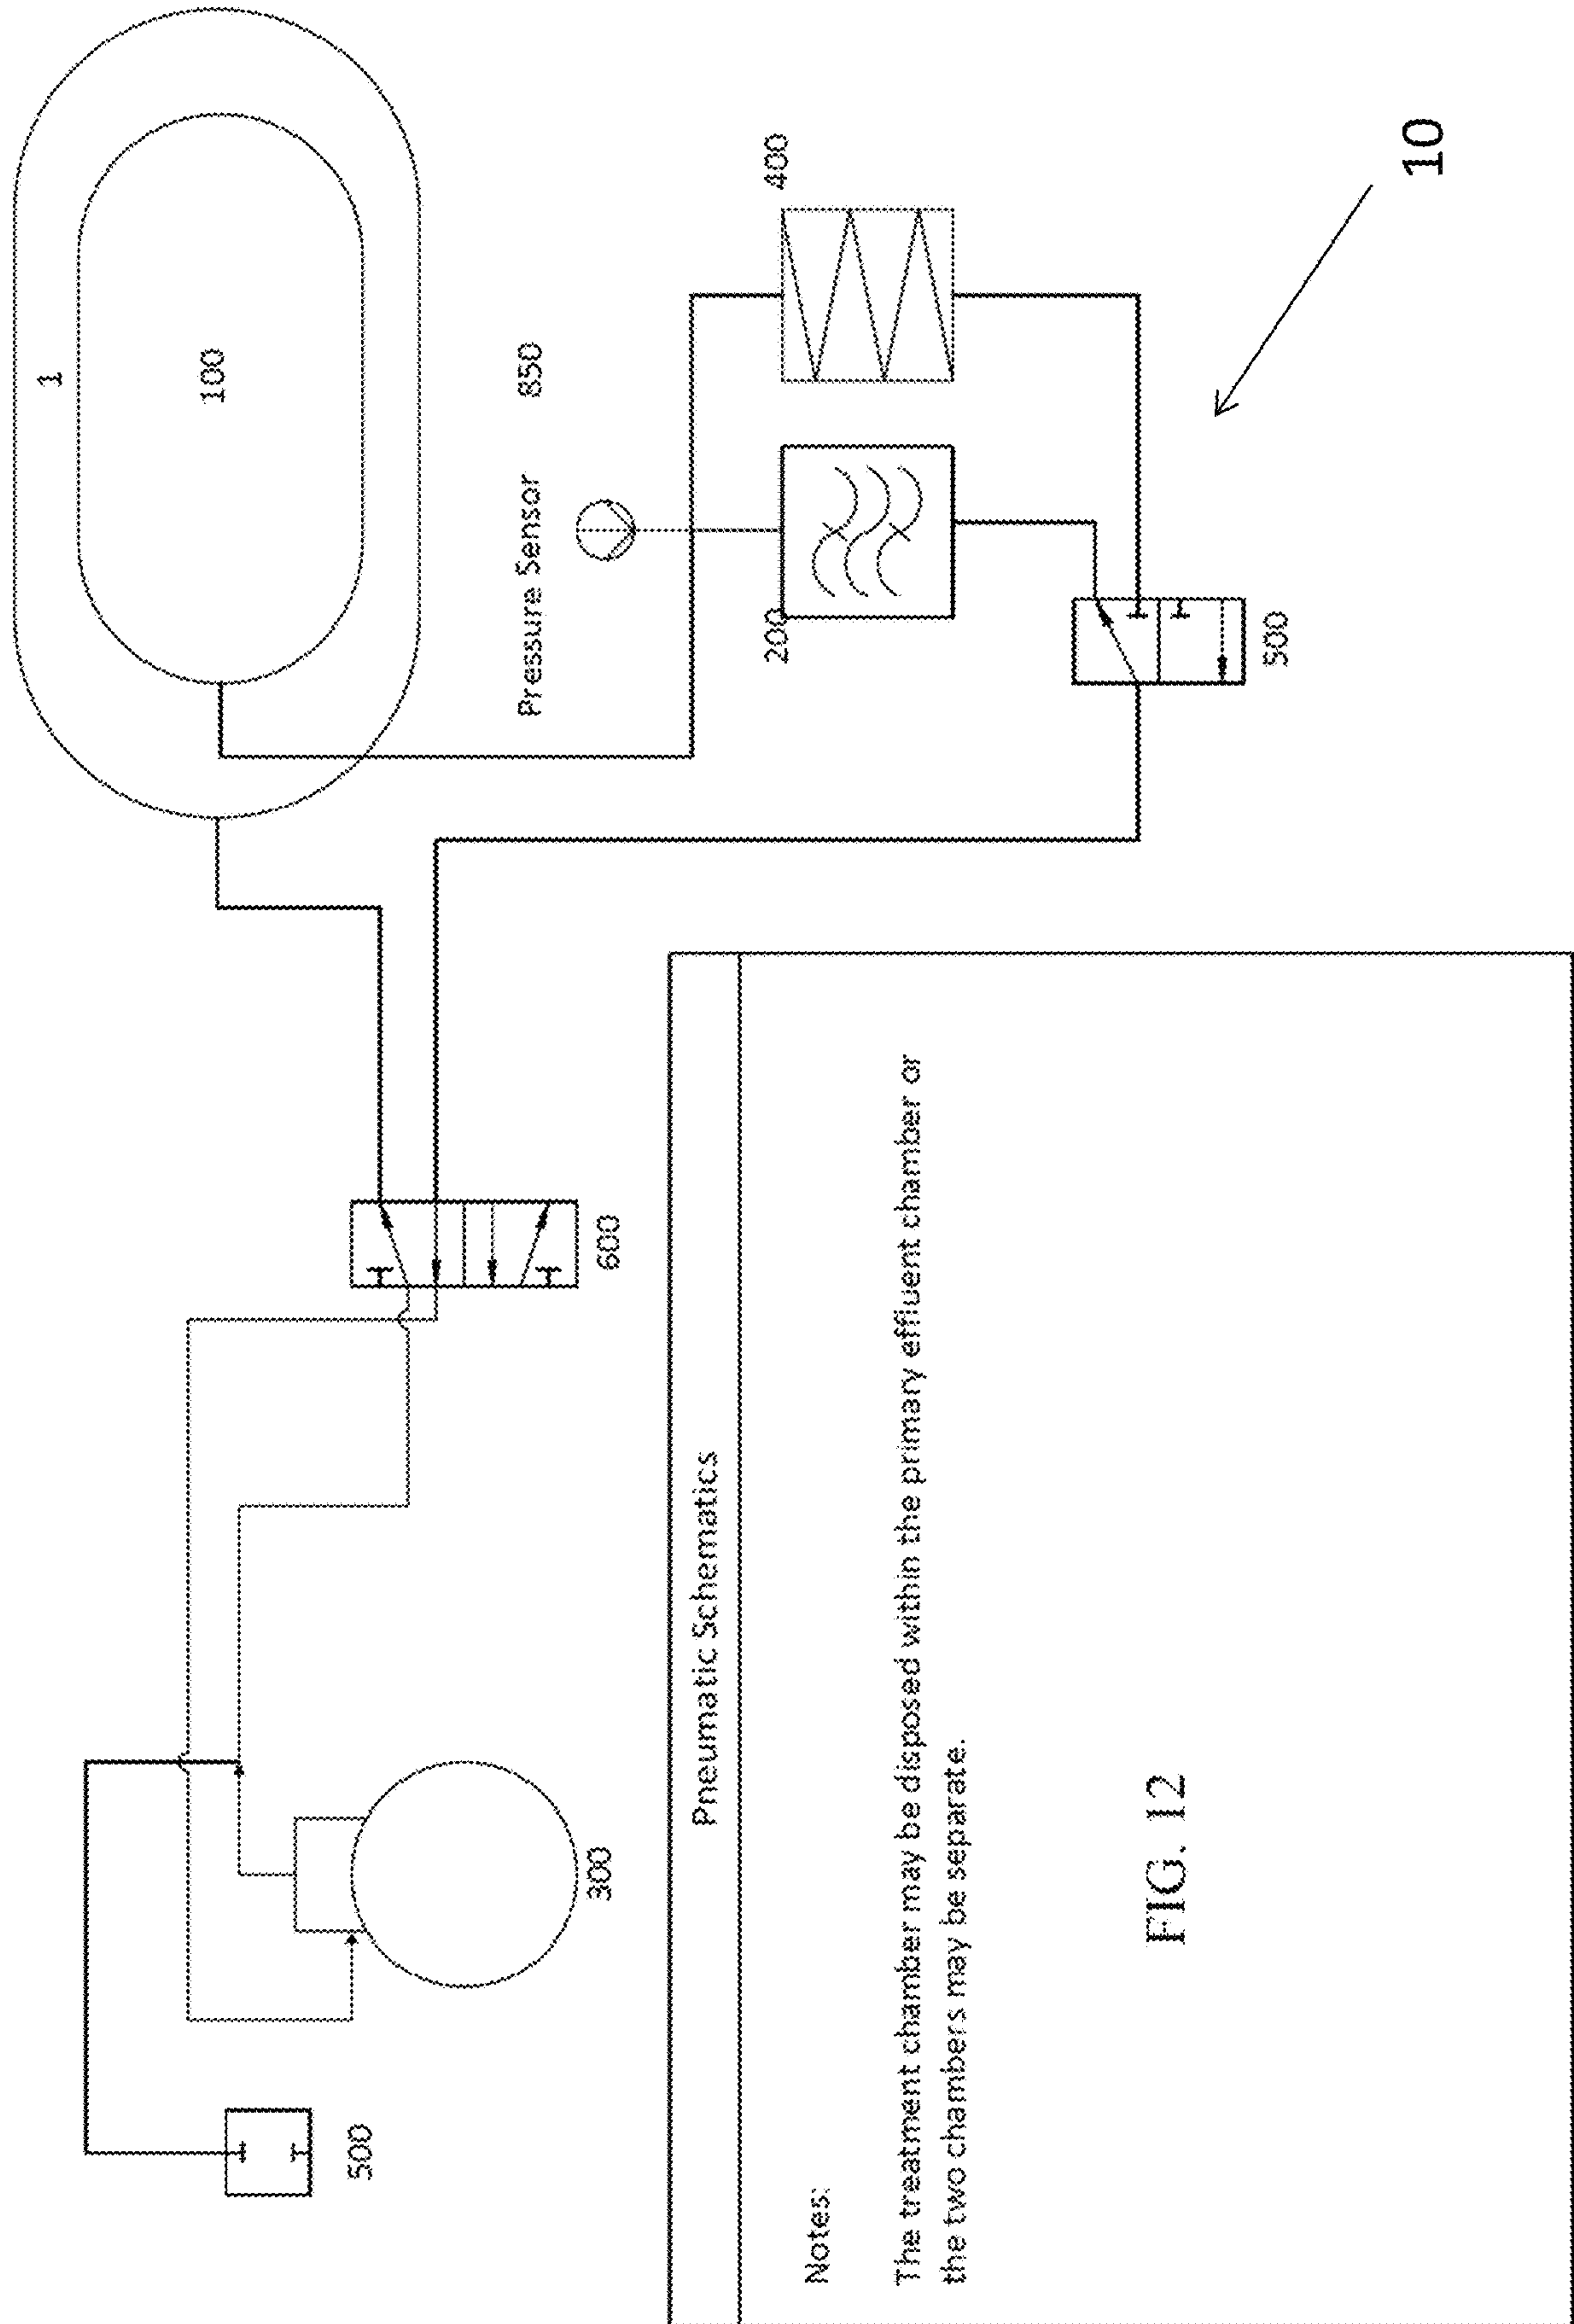 1
100
Pressure Sensor 850
400
200
500
10
600
300
500
Pneumatic Schematics
Notes:
The treatment chamber may be disposed within the primary effluent chamber or
the two chambers may be separate.
FIG. 12